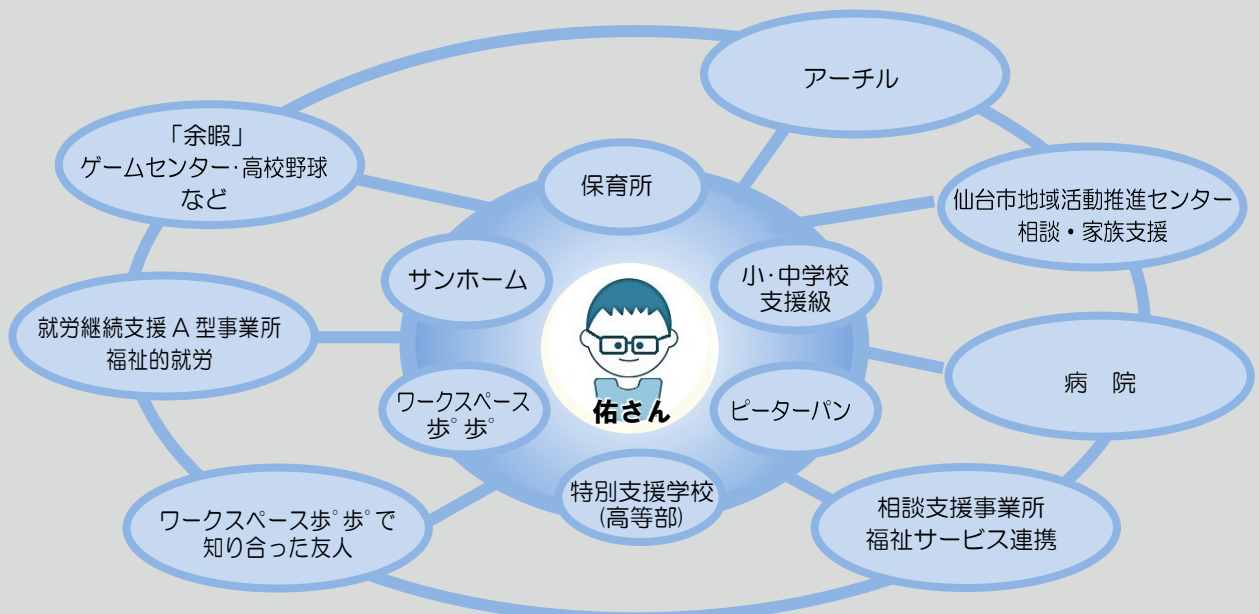 アーチル
「余暇」
ゲームセンター・高校野球
など
保育所
仙台市地域活動推進センター
相談・家族支援
サンホーム
小・中学校
支援級
就労継続支援A型事業所
福祉的就労
病　院
ワークスペース
歩゜歩゜
佑さん
ピーターパン
特別支援学校
(高等部)
ワークスペース歩゜歩゜で
知り合った友人
相談支援事業所
福祉サービス連携